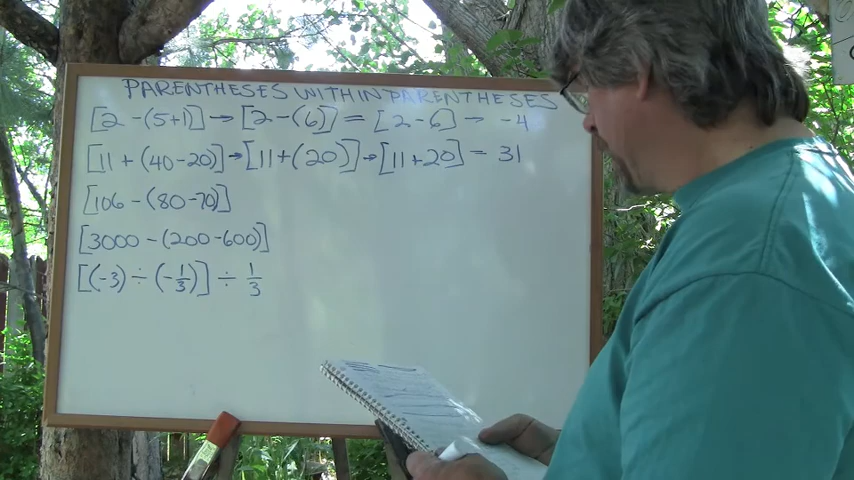 PARENTHESES WITHIN PARENTHESES
[2 - (5+1)] → [2 - (6)] = [2 - 6] → -4
[11 + (40-20)] → [11 + (20)] → [11 + 20] = 31
[106 - (80-70)]
[3000 - (200-600)]
[(-3) ÷ (-1/3)] ÷ 1/3